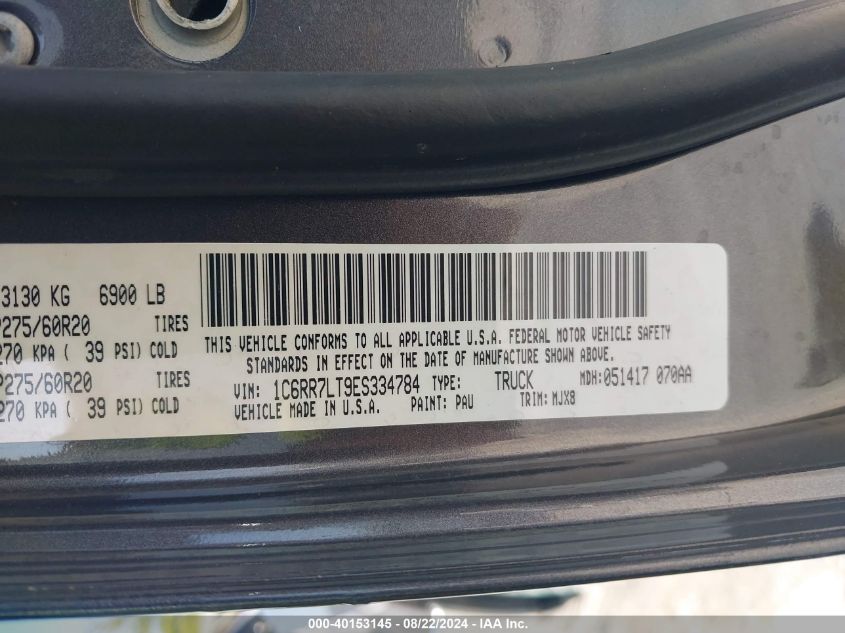 3130 KG 6900 LB
P275/60R20 TIRES
270 KPA ( 39 PSI) COLD
P275/60R20 TIRES
270 KPA ( 39 PSI) COLD
THIS VEHICLE CONFORMS TO ALL APPLICABLE U.S.A. FEDERAL MOTOR VEHICLE SAFETY
STANDARDS IN EFFECT ON THE DATE OF MANUFACTURE SHOWN ABOVE.
VIN: 1C6RR7LT9ES334784 TYPE: TRUCK MDH: 051417 070AA
VEHICLE MADE IN U.S.A. PAINT: PAU TRIM: MJX8
000-40153145 - 08/22/2024 - IAA Inc.